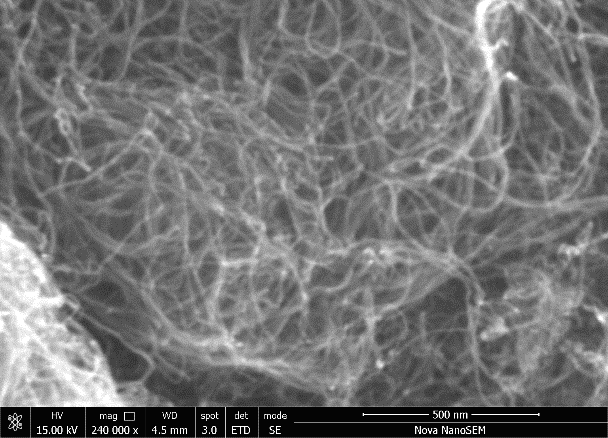 HV mag □ WD spot det mode 500 nm
15.00 kV 240 000 x 4.5 mm 3.0 ETD SE Nova NanoSEM